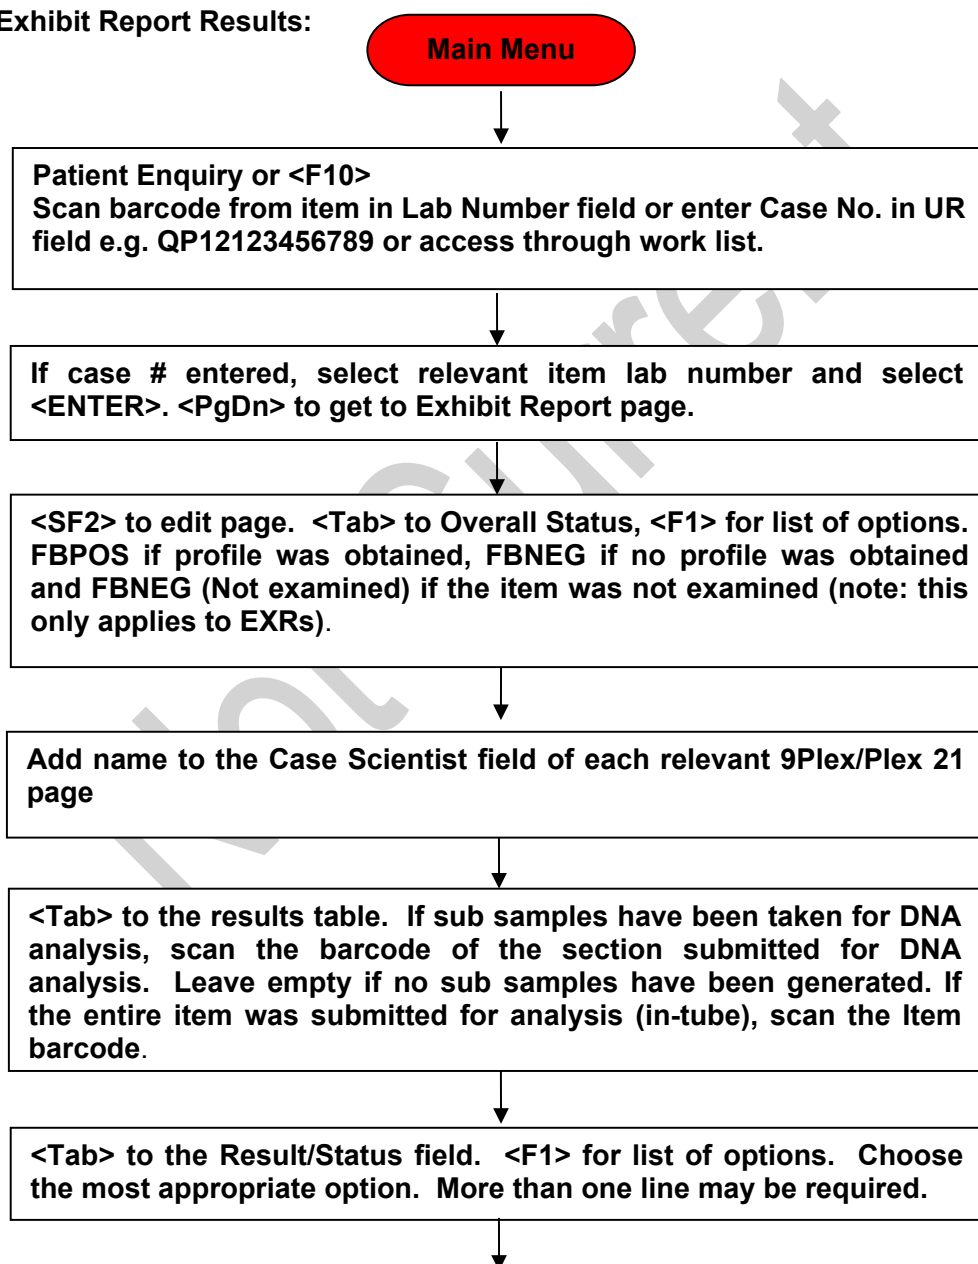 Exhibit Report Results:
Main Menu
Patient Enquiry or <F10>
Scan barcode from item in Lab Number field or enter Case No. in UR
field e.g. QP12123456789 or access through work list.
If case # entered, select relevant item lab number and select
<ENTER>. <PgDn> to get to Exhibit Report page.
<SF2> to edit page. <Tab> to Overall Status, <F1> for list of options.
FBPOS if profile was obtained, FBNEG if no profile was obtained
and FBNEG (Not examined) if the item was not examined (note: this
only applies to EXRs).
Add name to the Case Scientist field of each relevant 9Plex/Plex 21
page
<Tab> to the results table. If sub samples have been taken for DNA
analysis, scan the barcode of the section submitted for DNA
analysis. Leave empty if no sub samples have been generated. If
the entire item was submitted for analysis (in-tube), scan the Item
barcode.
<Tab> to the Result/Status field. <F1> for list of options. Choose
the most appropriate option. More than one line may be required.
Not Current